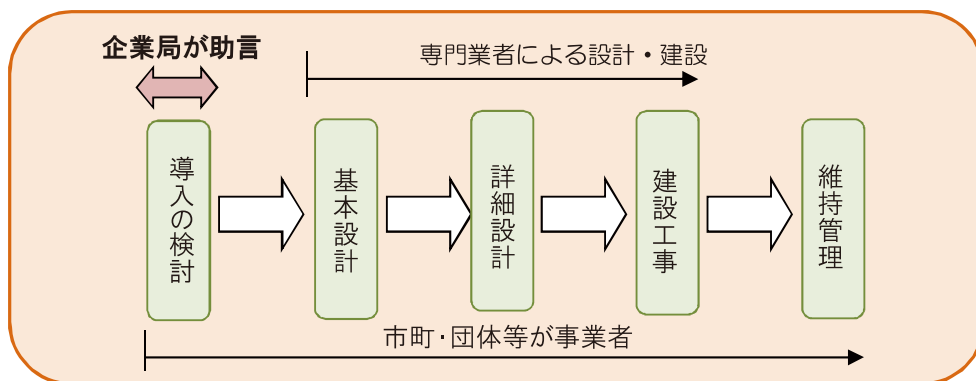 企業局が助言
専門業者による設計・建設
導入の検討
基本設計
詳細設計
建設工事
維持管理
市町・団体等が事業者